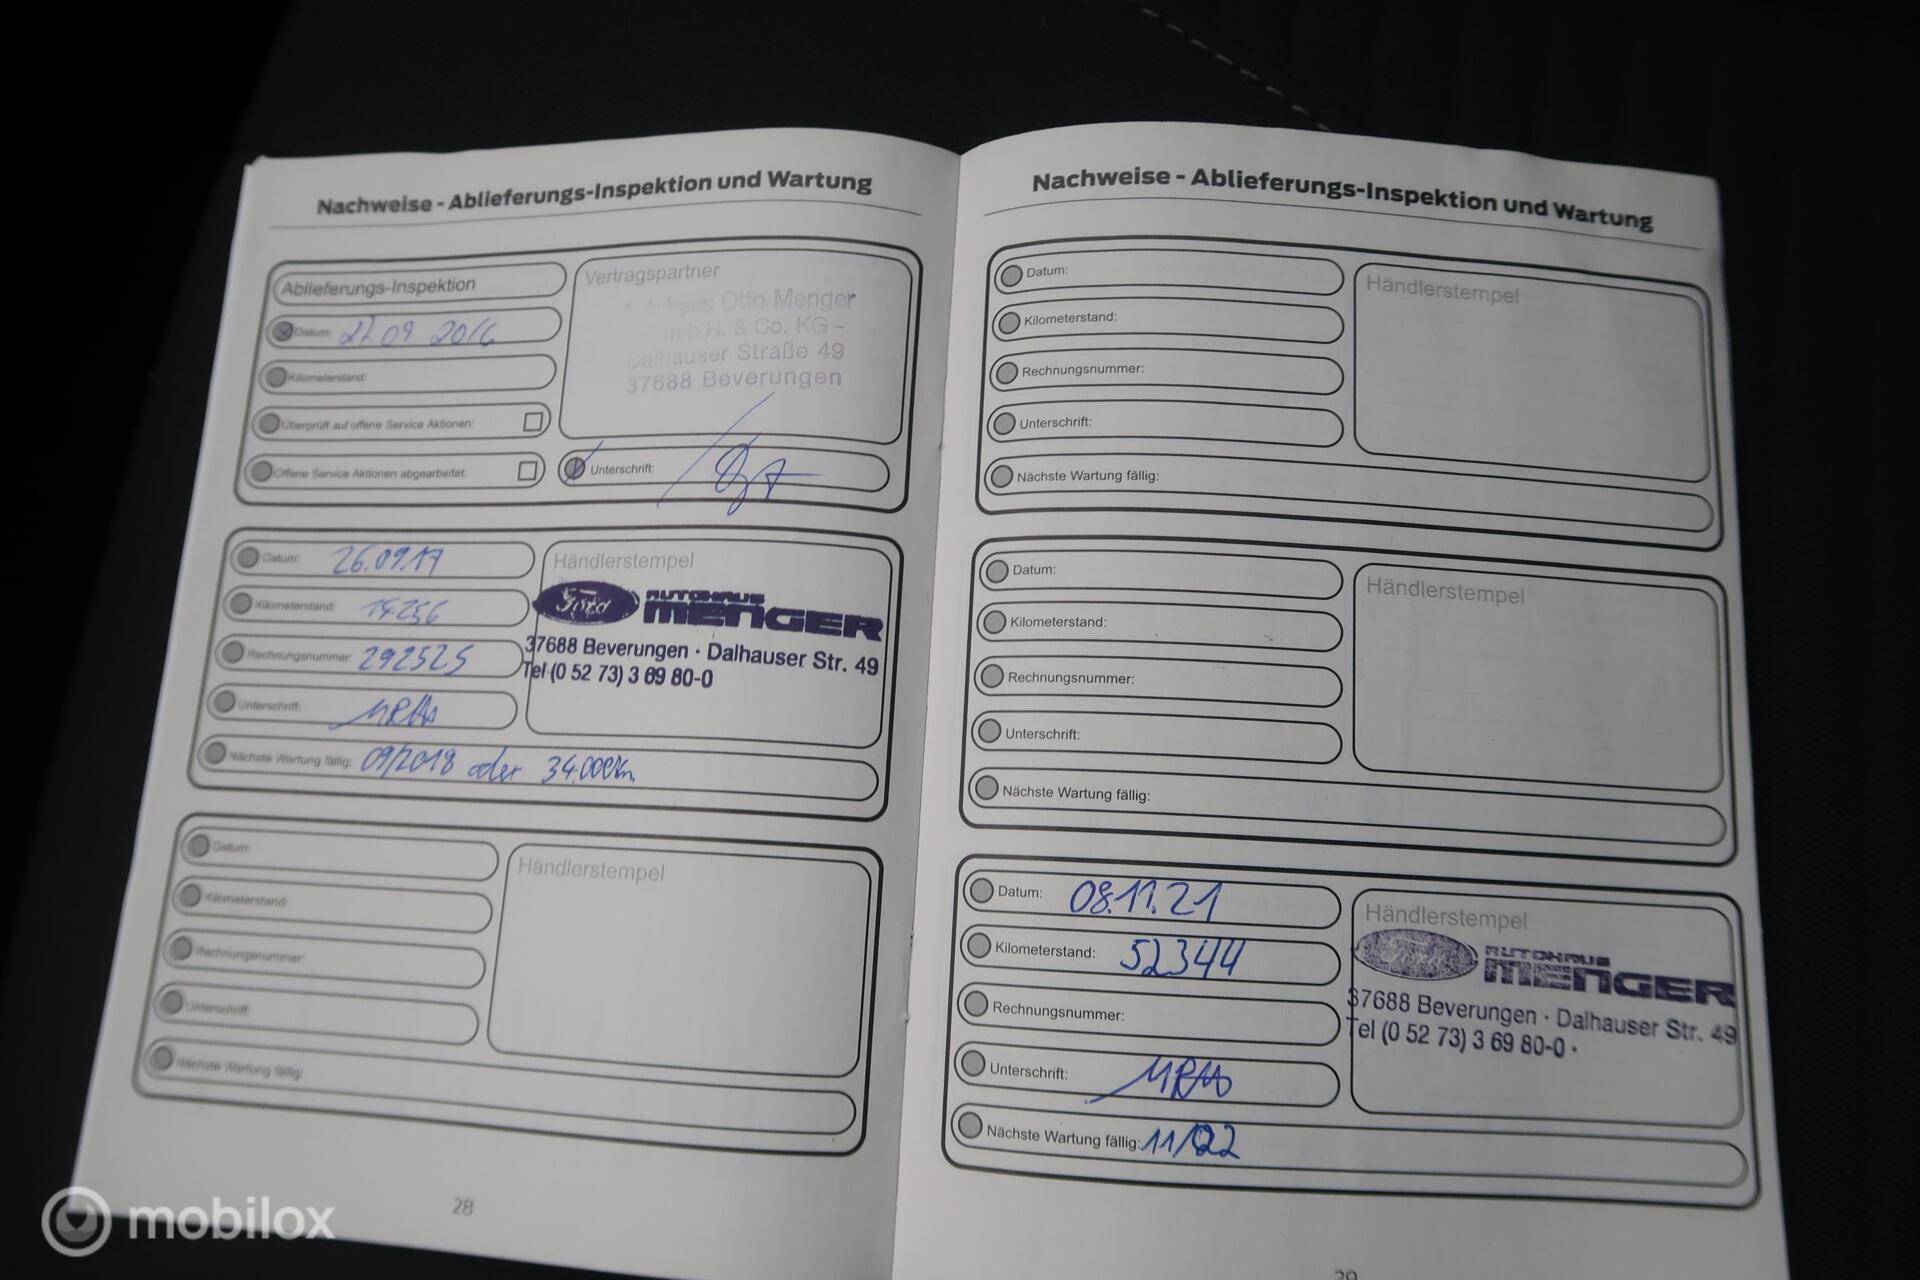 Nachweise - Ablieferungs-Inspektion und Wartung
Ablieferungs-Inspektion
Datum: 27.09 2016
Kilometerstand:
Überprüft auf offene Service Aktionen:
Offene Service Aktionen abgearbeitet:
Vertragspartner
Otto Menger
& Co. KG -
Dalhauser Straße 49
37688 Beverungen
Unterschrift:
Datum: 26.09.17
Kilometerstand: 14256
Rechnungsnummer: 292525
Unterschrift:
Nächste Wartung fällig: 09/2018 oder 34.000km
Händlerstempel
Ford AUTOHAUS
MENGER
37688 Beverungen · Dalhauser Str. 49
Tel (0 52 73) 3 69 80-0
Datum:
Kilometerstand:
Rechnungsnummer:
Unterschrift:
Nächste Wartung fällig:
Händlerstempel
28
Nachweise - Ablieferungs-Inspektion und Wartung
Datum:
Kilometerstand:
Rechnungsnummer:
Unterschrift:
Nächste Wartung fällig:
Händlerstempel
Datum:
Kilometerstand:
Rechnungsnummer:
Unterschrift:
Nächste Wartung fällig:
Händlerstempel
Datum: 08.11.21
Kilometerstand: 52344
Rechnungsnummer:
Unterschrift:
Nächste Wartung fällig: 11/22
Händlerstempel
Ford AUTOHAUS
MENGER
37688 Beverungen · Dalhauser Str. 49
Tel (0 52 73) 3 69 80-0 ·
29
mobilox